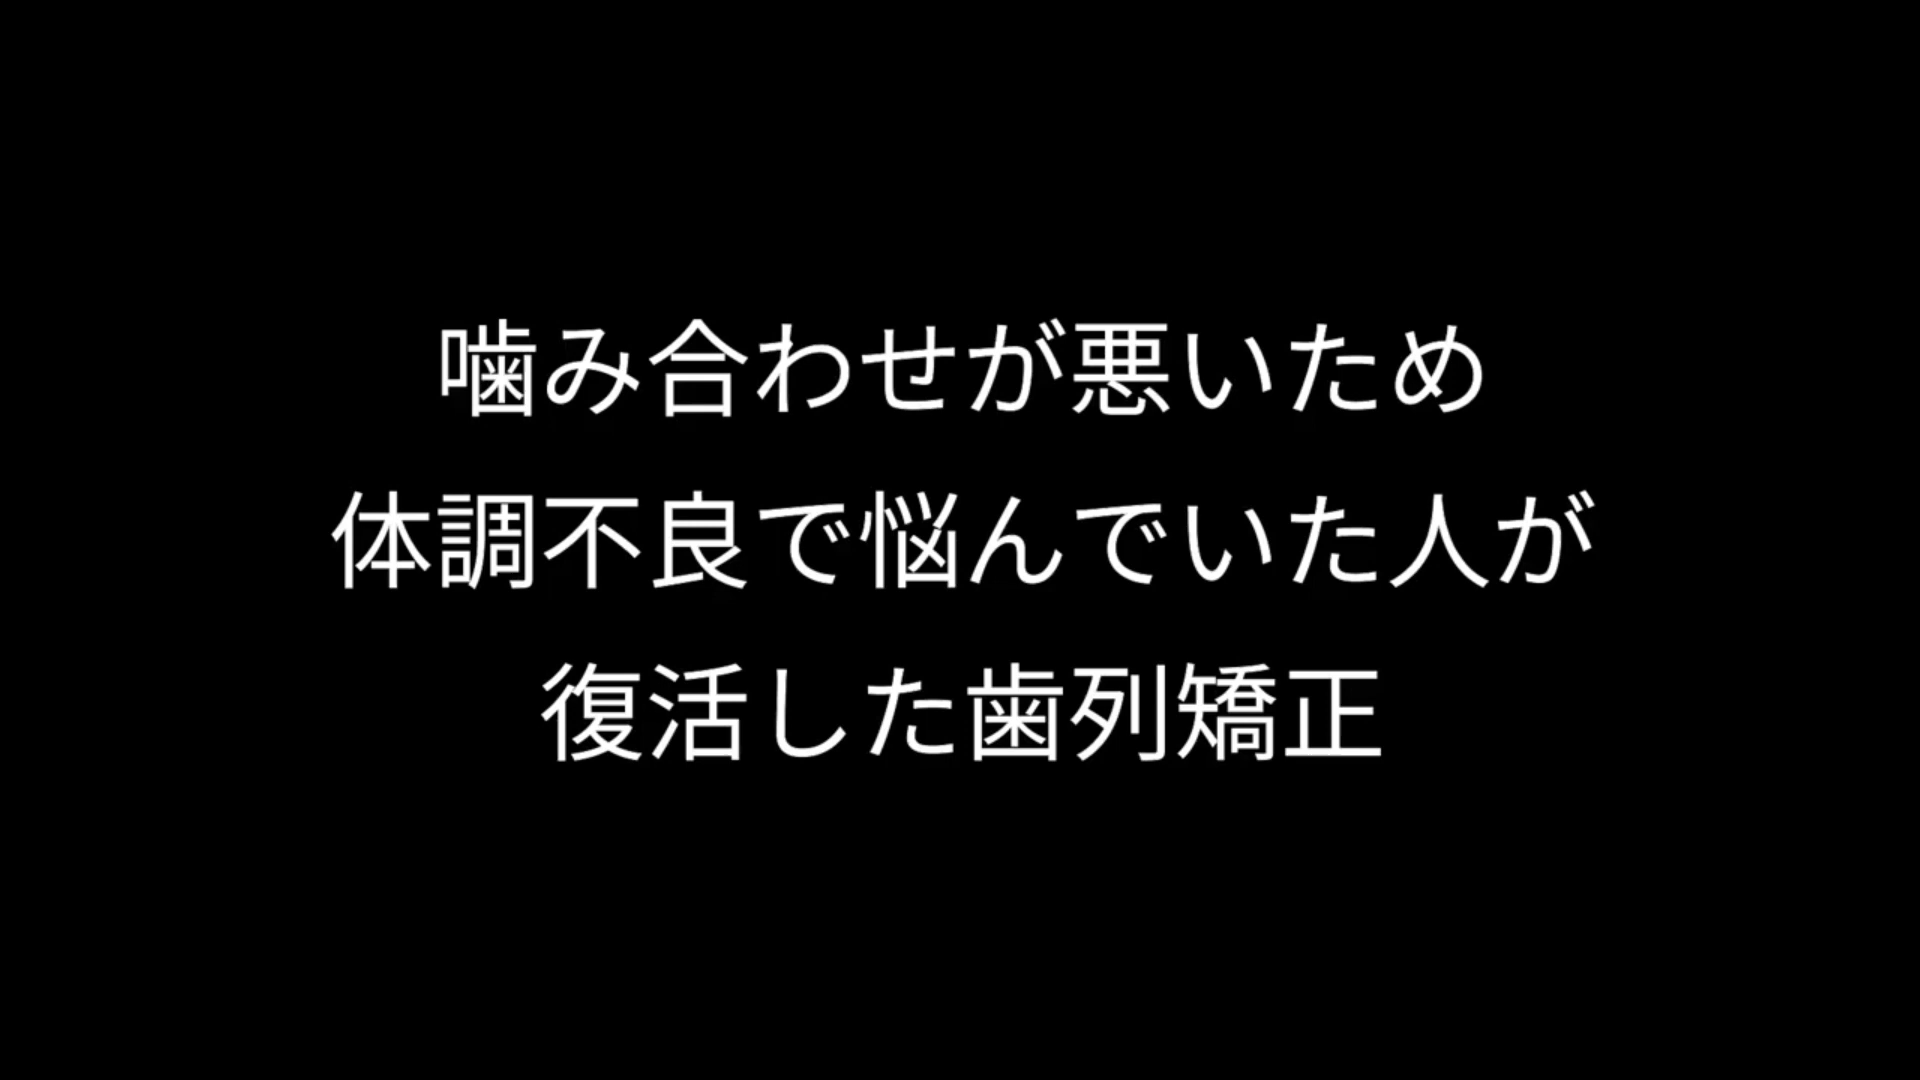 噛み合わせが悪いため
体調不良で悩んでいた人が
復活した歯列矯正